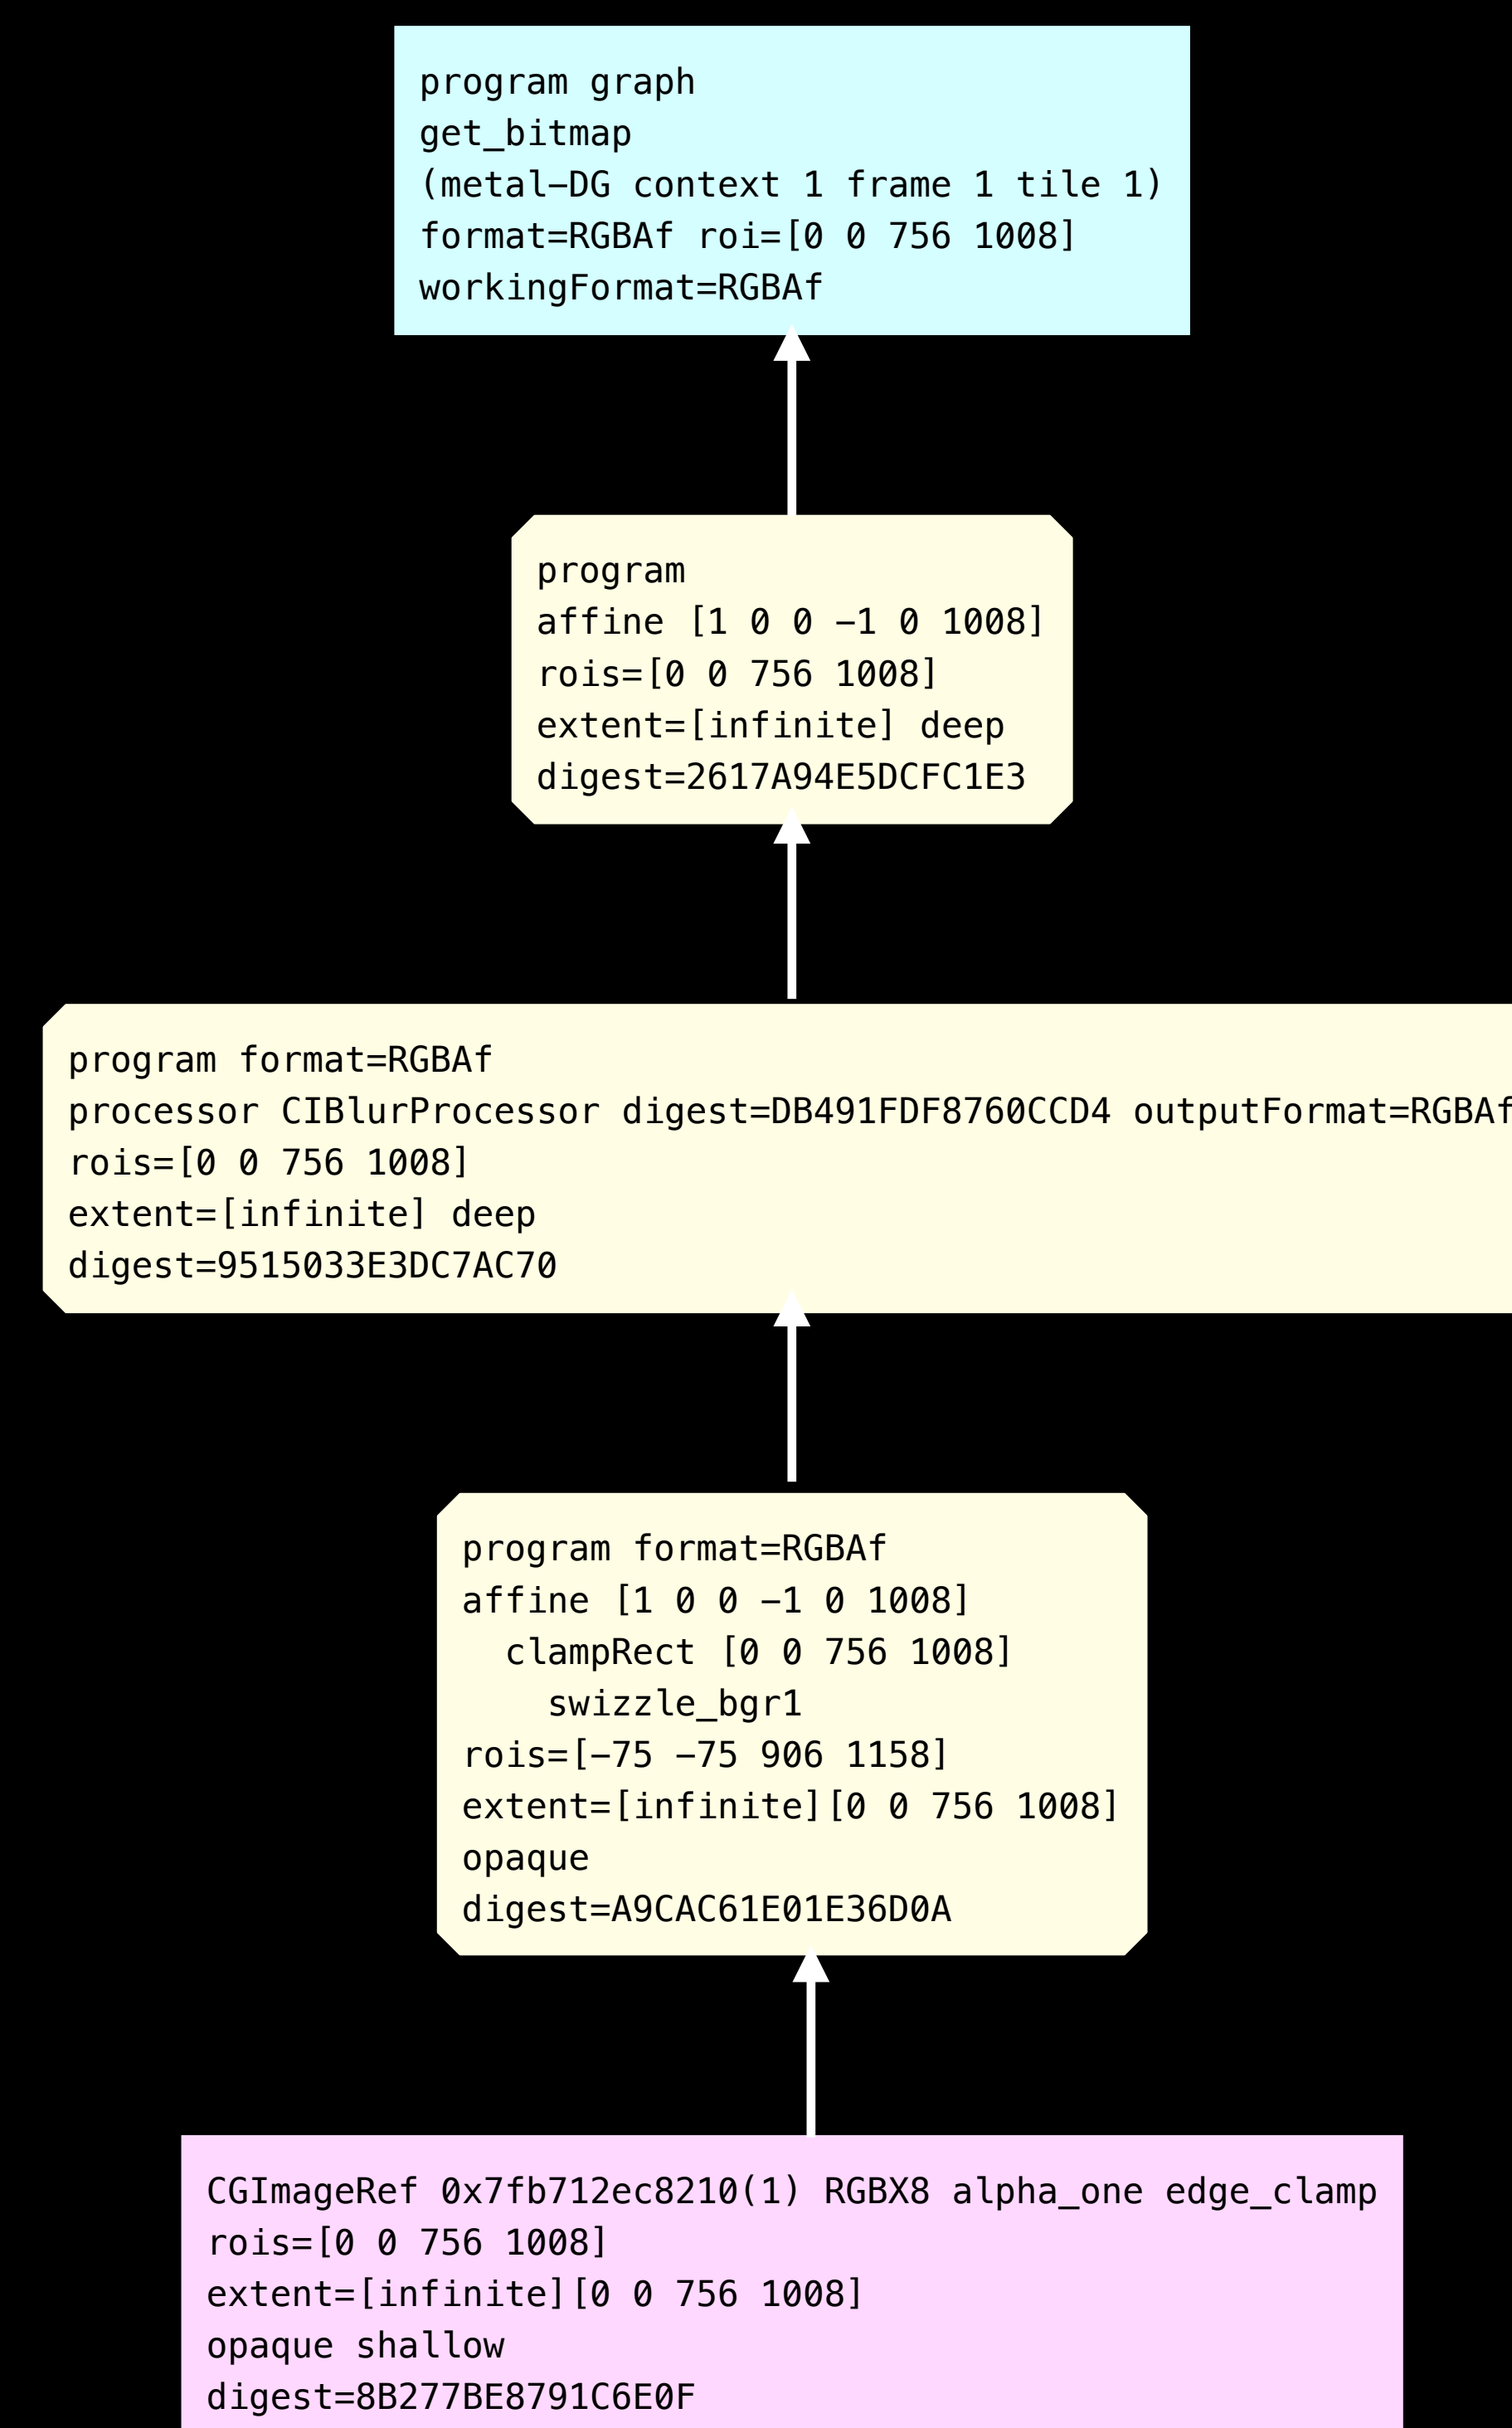 program graph
get_bitmap
(metal−DG context 1 frame 1 tile 1)
format=RGBAf roi=[0 0 756 1008]
workingFormat=RGBAf
program
affine [1 0 0 −1 0 1008]
rois=[0 0 756 1008]
extent=[infinite] deep
digest=2617A94E5DCFC1E3
program format=RGBAf
processor CIBlurProcessor digest=DB491FDF8760CCD4 outputFormat=RGBAf
rois=[0 0 756 1008]
extent=[infinite] deep
digest=9515033E3DC7AC70
program format=RGBAf
affine [1 0 0 −1 0 1008]
clampRect [0 0 756 1008]
swizzle_bgr1
rois=[−75 −75 906 1158]
extent=[infinite][0 0 756 1008]
opaque
digest=A9CAC61E01E36D0A
CGImageRef 0x7fb712ec8210(1) RGBX8 alpha_one edge_clamp
rois=[0 0 756 1008]
extent=[infinite][0 0 756 1008]
opaque shallow
digest=8B277BE8791C6E0F